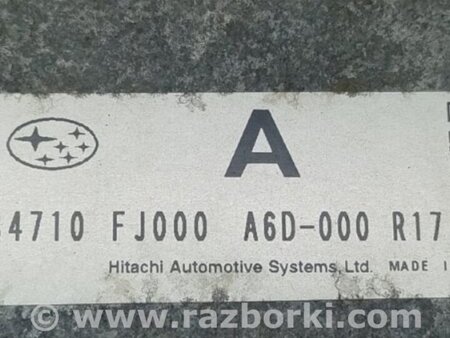 A
4710 FJ000 A6D-000 R17
Hitachi Automotive Systems, Ltd. MADE I
www.razborki.com